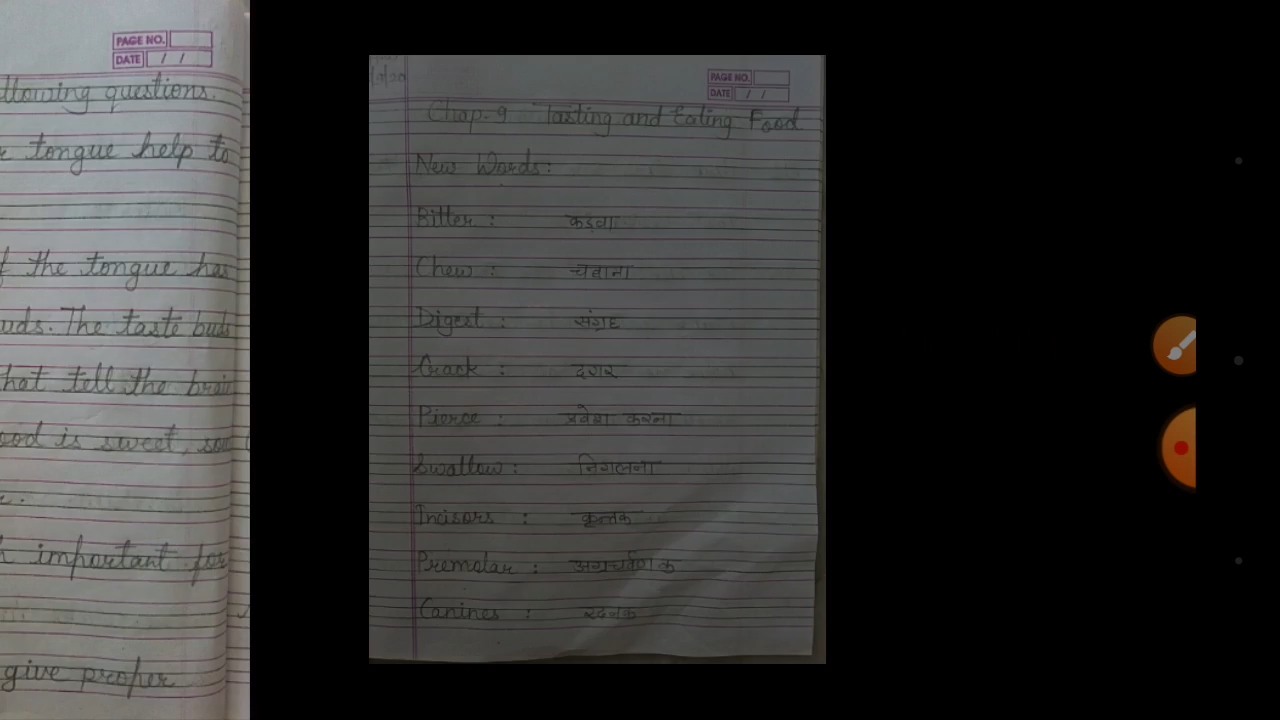 PAGE NO.
DATE / /
llowing questions.
tongue help to
f the tongue has
uds. The taste buds
hat tell the brain
ood is sweet, sou
important for
give proper
PAGE NO.
DATE / /
Chap-9 Tasting and Eating Food
New Words:
Bitter : कड़वा
Chew : चबाना
Digest : संग्रह
Crack : दरार
Pierce : प्रवेश करना
Swallow : निगलना
Incisors : कृन्तक
Premolar : अग्रचर्वणक
Canines : रदनक